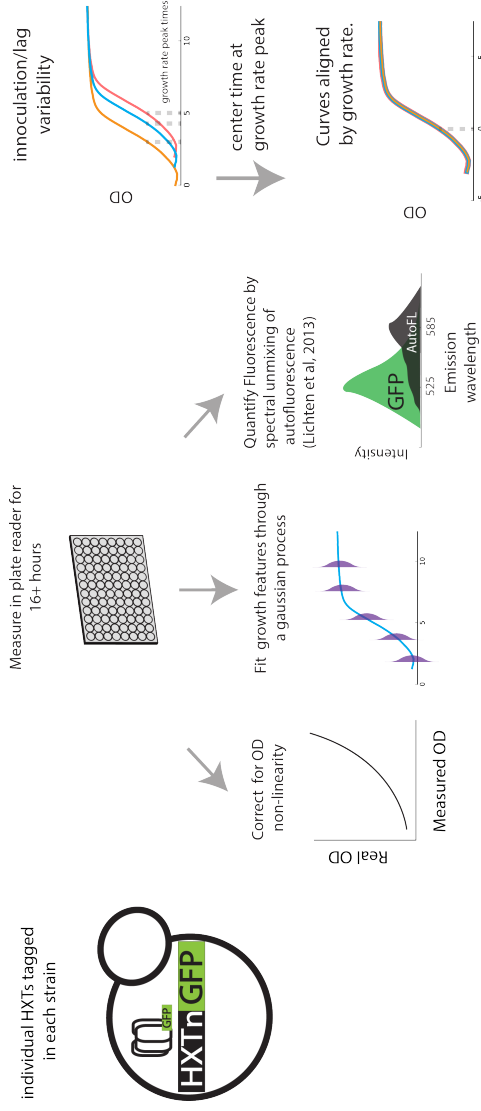 individual HXTs tagged
in each strain
GFP
HXTn GFP
Measure in plate reader for
16+ hours
Correct for OD
non-linearity
Real OD
Measured OD
Fit growth features through
a gaussian process
0
5
10
Quantify Fluorescence by
spectral unmixing of
autofluorescence
(Lichten et al, 2013)
Intensity
GFP
AutoFL
525
585
Emission
wavelength
innoculation/lag
variability
OD
growth rate peak times
0
5
10
center time at
growth rate peak
Curves aligned
by growth rate.
OD
5
0
5